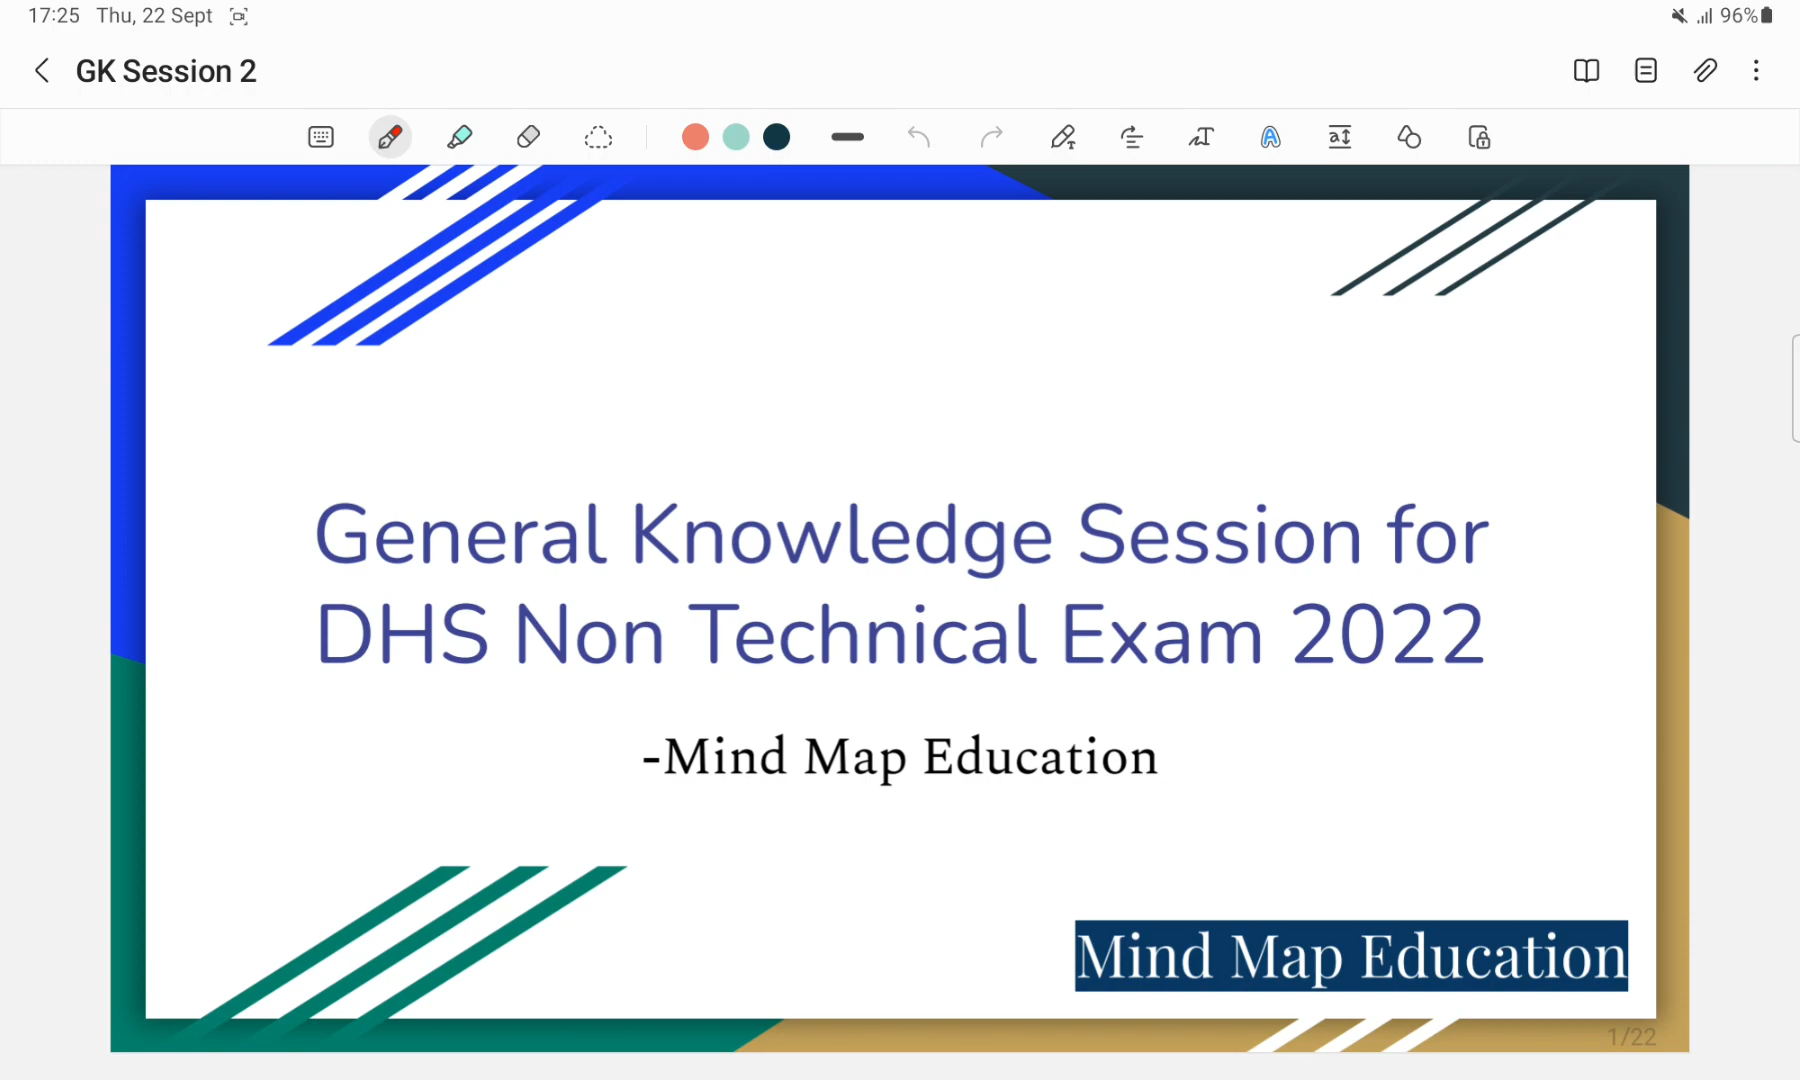 17:25 Thu, 22 Sept
96%
GK Session 2
General Knowledge Session for
DHS Non Technical Exam 2022
-Mind Map Education
Mind Map Education
1/22